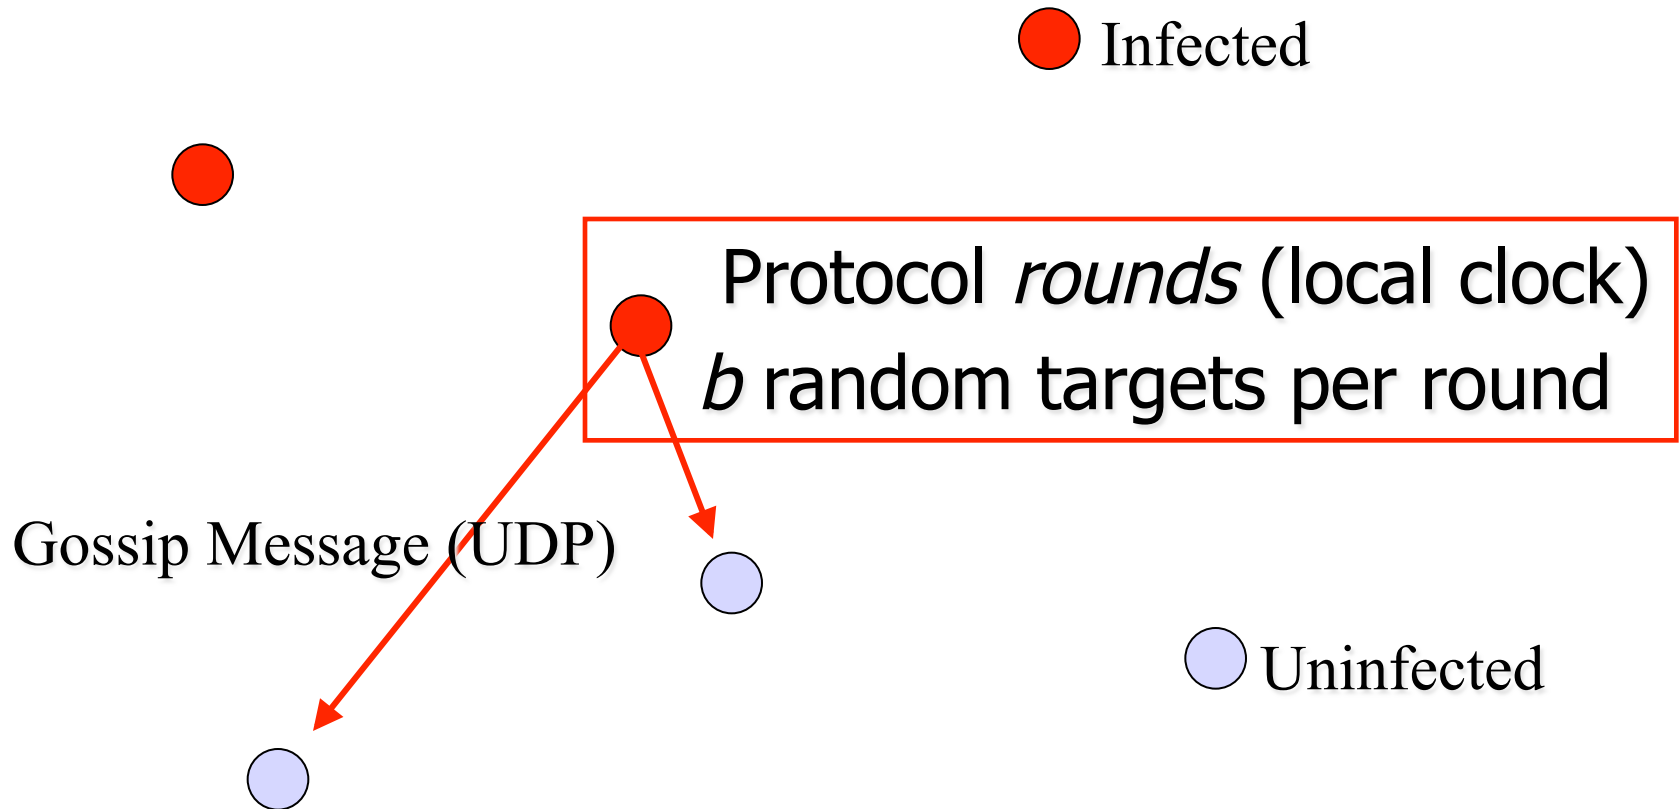 Infected
Protocol rounds (local clock)
b random targets per round
Gossip Message (UDP)
Uninfected